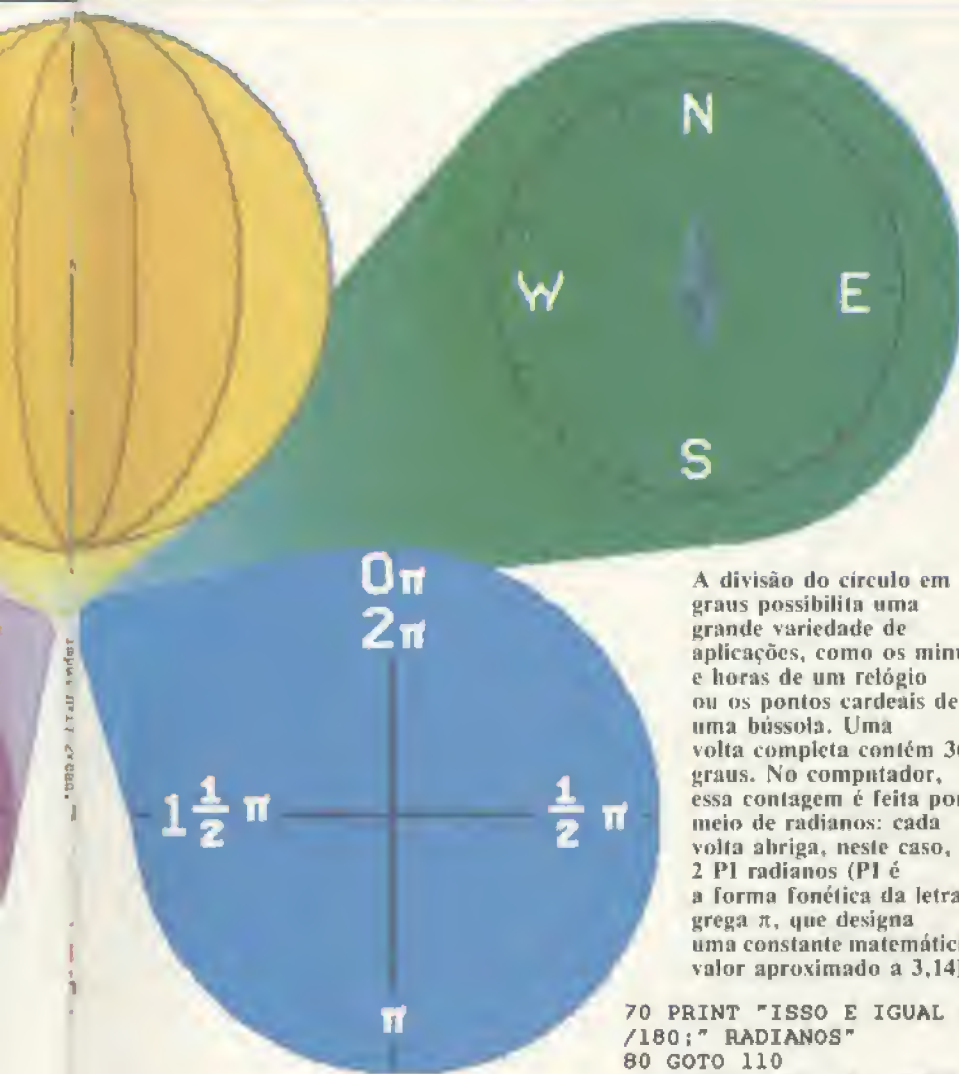 N
W E
S
0π
2π
1 1/2 π 1/2 π
π
A divisão do círculo em
graus possibilita uma
grande variedade de
aplicações, como os minu
e horas de um relógio
ou os pontos cardeais de
uma bússola. Uma
volta completa contém 36
graus. No computador,
essa contagem é feita por
meio de radianos: cada
volta abriga, neste caso,
2 PI radianos (PI é
a forma fonética da letra
grega π, que designa
uma constante matemátic
valor aproximado a 3,14)
70 PRINT "ISSO E IGUAL
/180;" RADIANOS"
80 GOTO 110